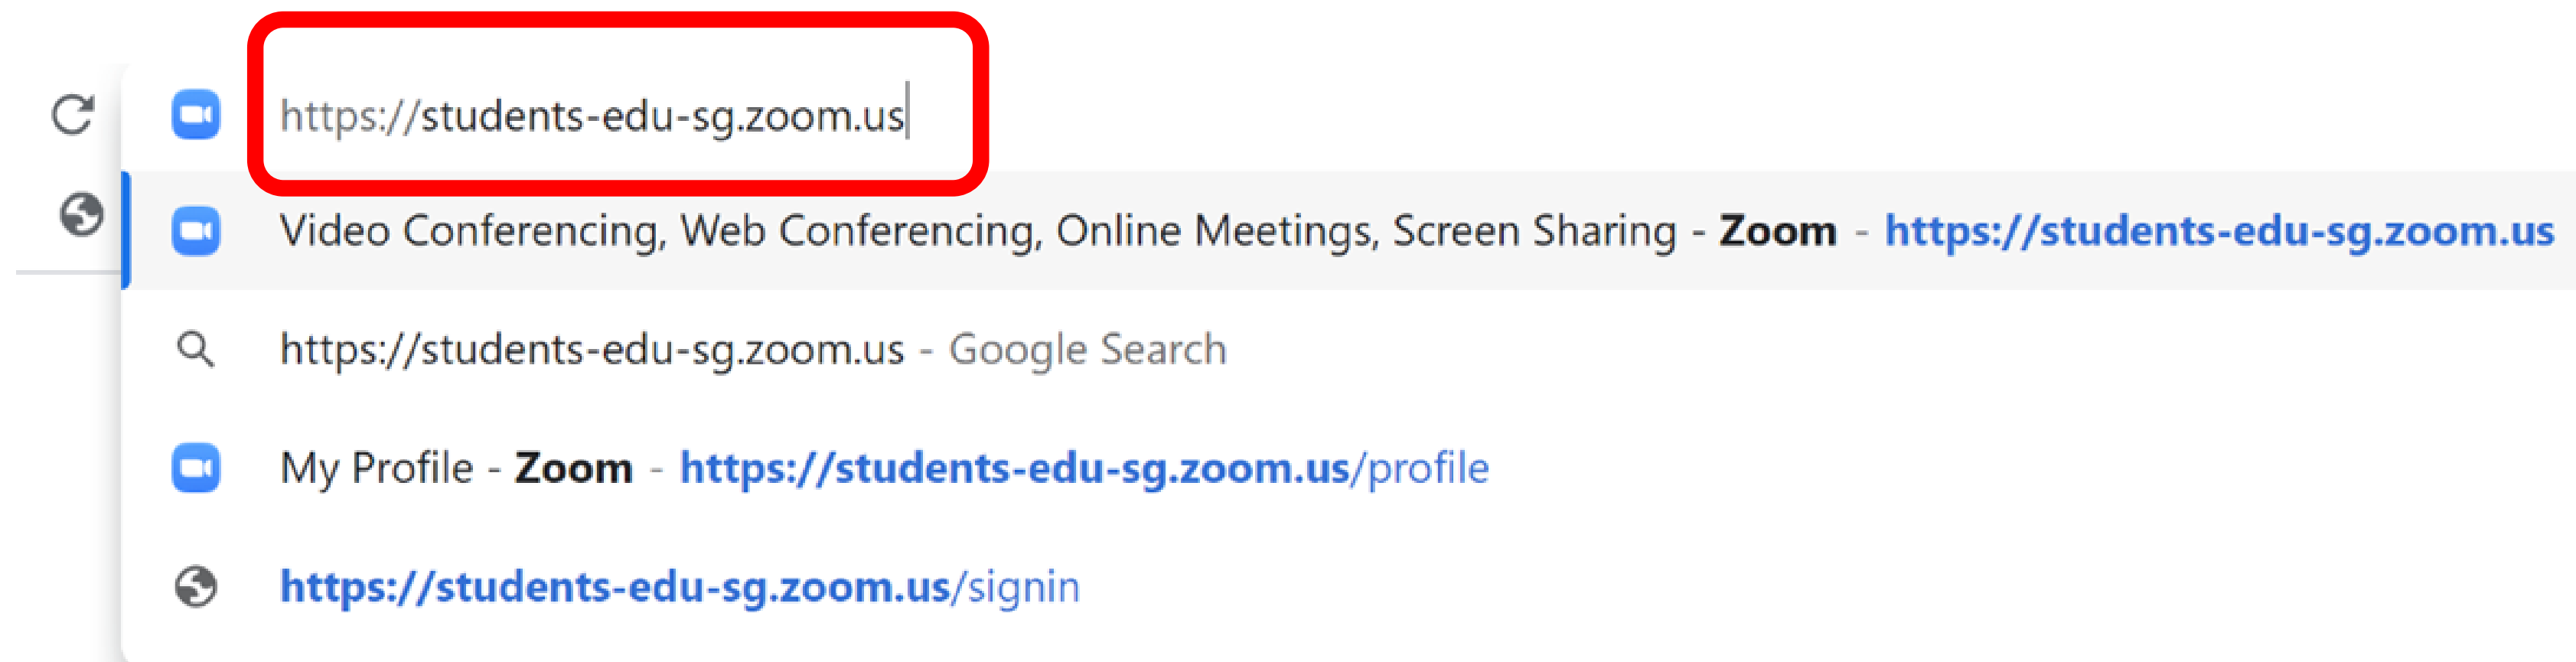 https://students-edu-sg.zoom.us
Video Conferencing, Web Conferencing, Online Meetings, Screen Sharing - Zoom - https://students-edu-sg.zoom.us
https://students-edu-sg.zoom.us - Google Search
My Profile - Zoom - https://students-edu-sg.zoom.us/profile
https://students-edu-sg.zoom.us/signin